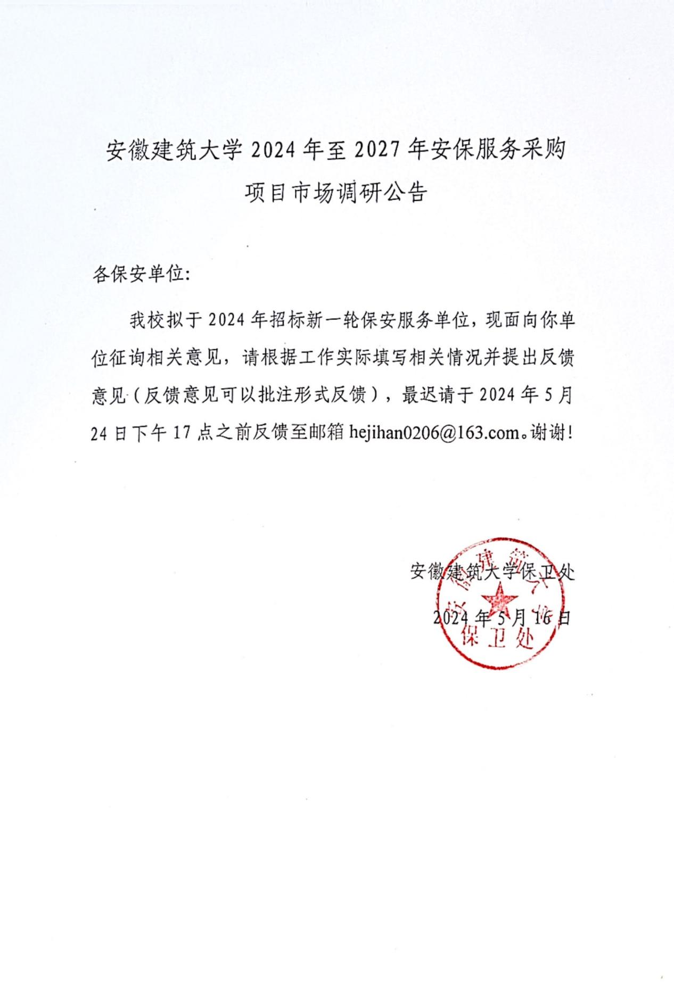 安徽建筑大学 2024 年至 2027 年安保服务采购
项目市场调研公告
各保安单位:
我校拟于 2024 年招标新一轮保安服务单位，现面向你单
位征询相关意见，请根据工作实际填写相关情况并提出反馈
意见（反馈意见可以批注形式反馈），最迟请于 2024 年 5 月
24 日下午 17 点之前反馈至邮箱 hejihan0206@163.com。谢谢！
安徽建筑大学保卫处
2024 年 5 月 16 日
安徽建筑大学
保卫处